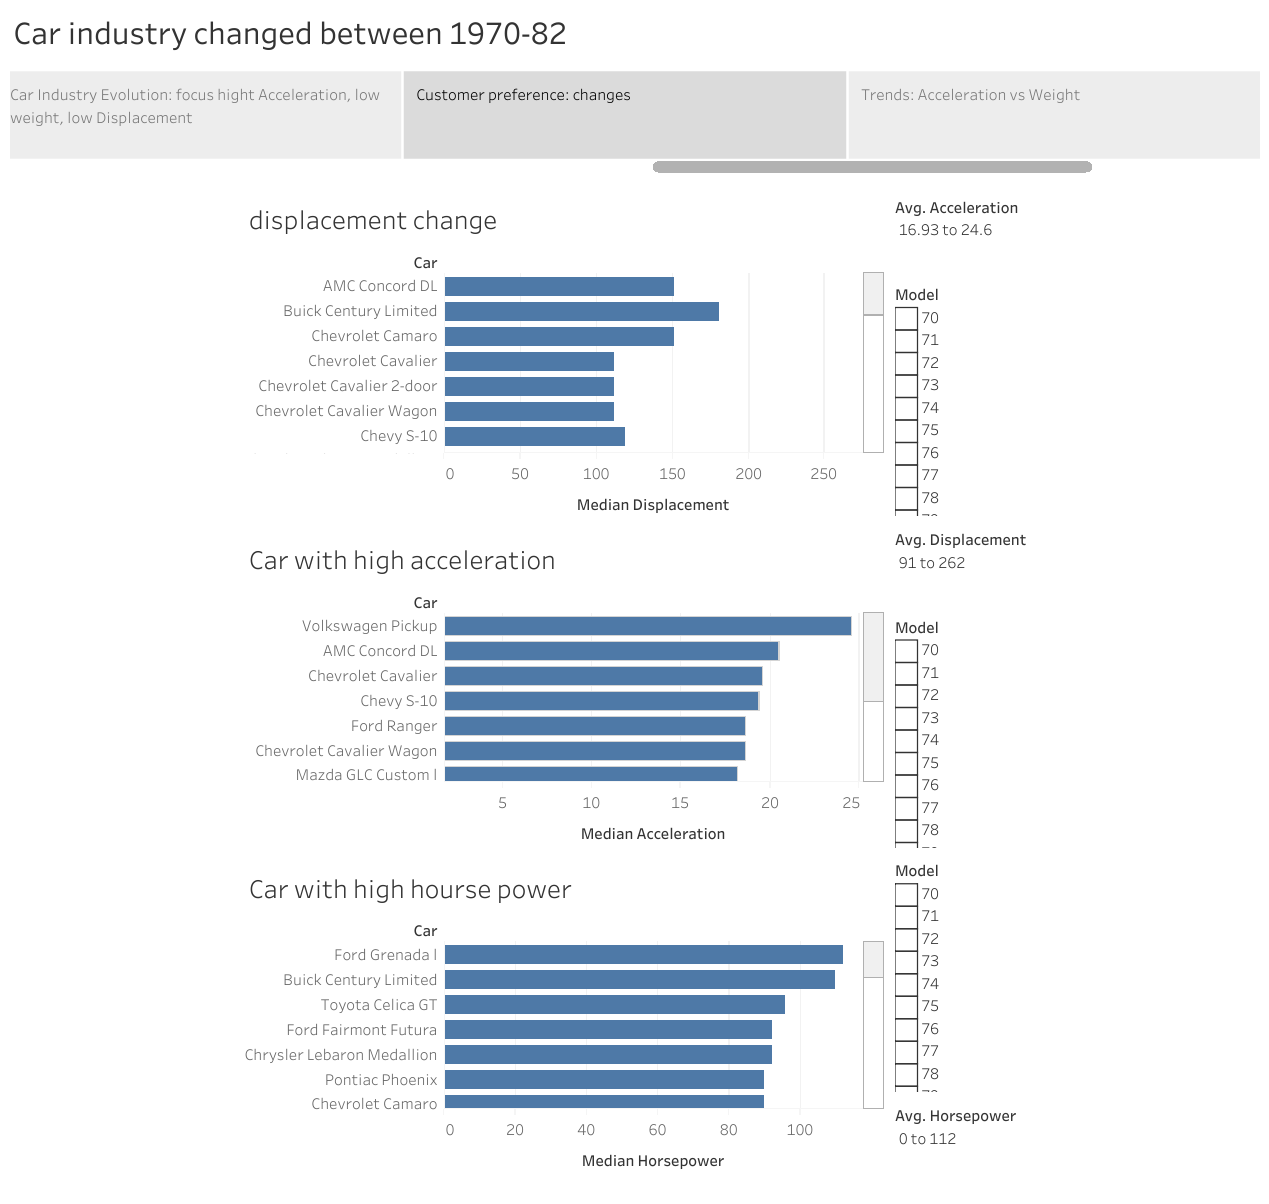 Car industry changed between 1970-82
Car Industry Evolution: focus hight Acceleration, low
weight, low Displacement
Customer preference: changes
Trends: Acceleration vs Weight
displacement change
Car
AMC Concord DL
Buick Century Limited
Chevrolet Camaro
Chevrolet Cavalier
Chevrolet Cavalier 2-door
Chevrolet Cavalier Wagon
Chevy S-10
0 50 100 150 200 250
Median Displacement
Avg. Acceleration
16.93 to 24.6
Model
70
71
72
73
74
75
76
77
78
Car with high acceleration
Car
Volkswagen Pickup
AMC Concord DL
Chevrolet Cavalier
Chevy S-10
Ford Ranger
Chevrolet Cavalier Wagon
Mazda GLC Custom l
5 10 15 20 25
Median Acceleration
Avg. Displacement
91 to 262
Model
70
71
72
73
74
75
76
77
78
Car with high hourse power
Car
Ford Grenada l
Buick Century Limited
Toyota Celica GT
Ford Fairmont Futura
Chrysler Lebaron Medallion
Pontiac Phoenix
Chevrolet Camaro
0 20 40 60 80 100
Median Horsepower
Model
70
71
72
73
74
75
76
77
78
Avg. Horsepower
0 to 112